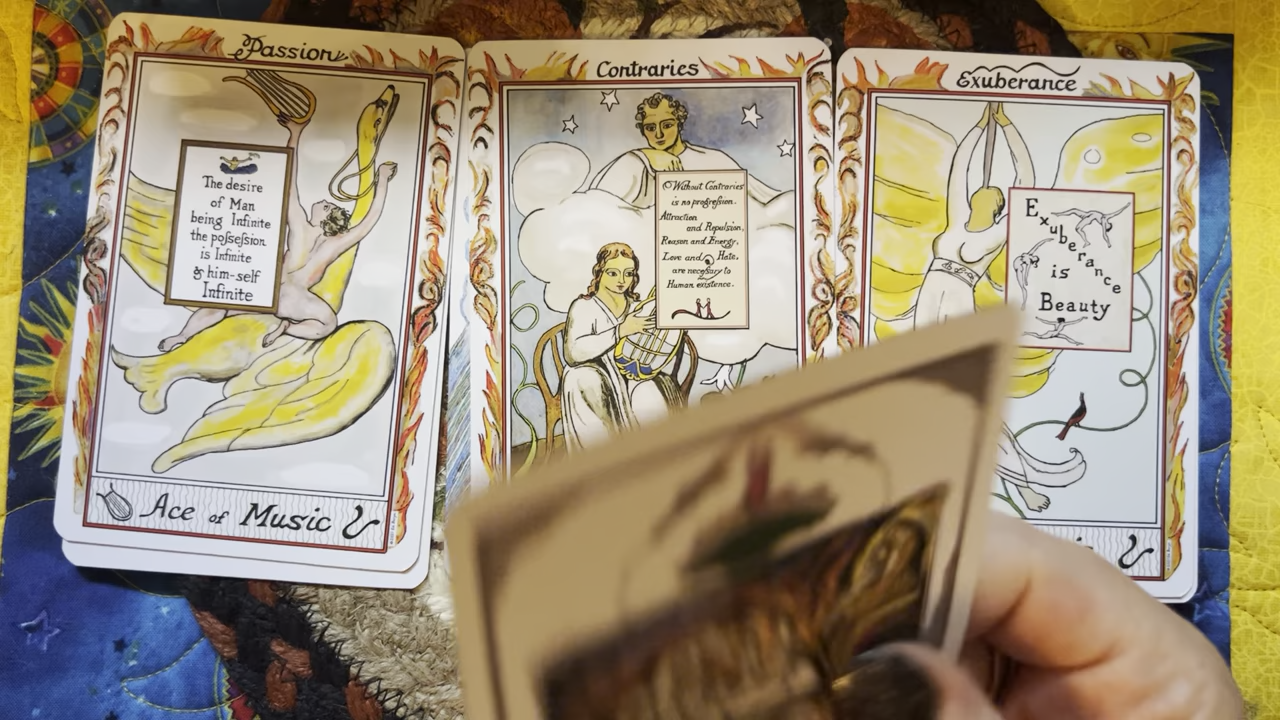 Passion
The desire
of Man
being Infinite
the possession
is Infinite
& him-self
Infinite
Ace of Music
Contraries
Without Contraries
is no progression.
Attraction
and Repulsion,
Reason and Energy,
Love and Hate,
are necessary to
Human existence.
Exuberance
Exuberance
is
Beauty